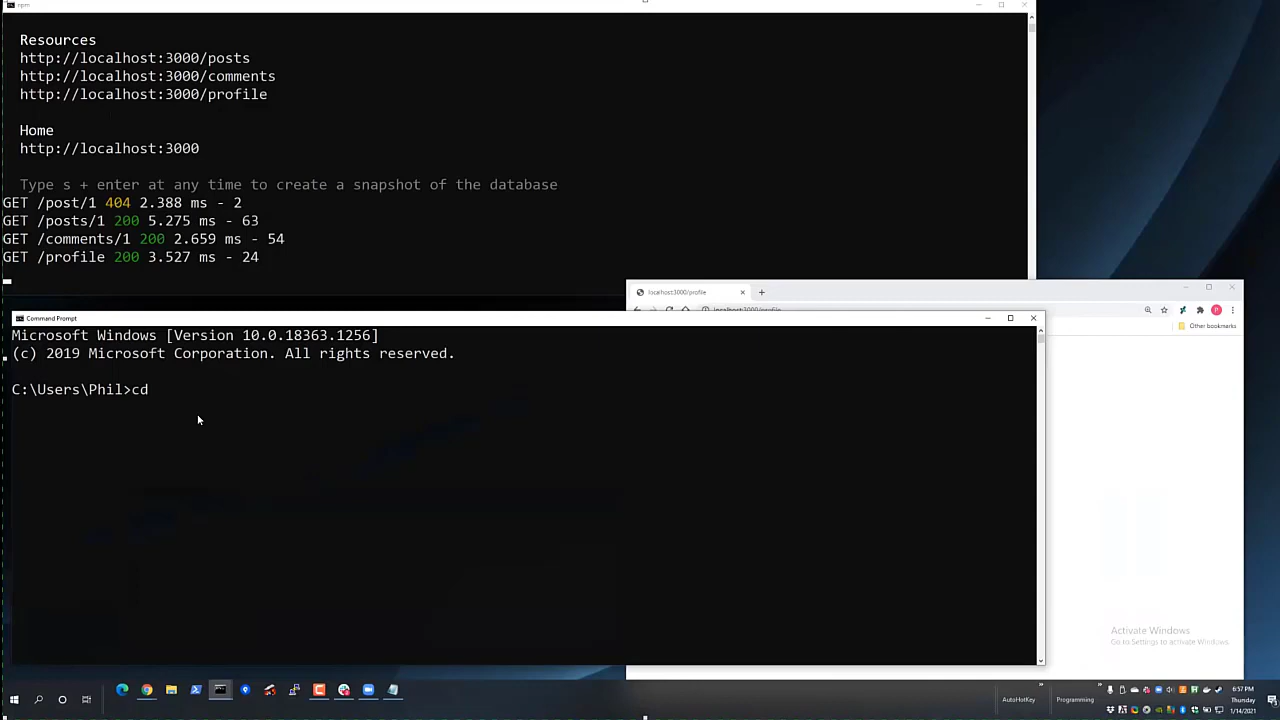 npm
Resources
http://localhost:3000/posts
http://localhost:3000/comments
http://localhost:3000/profile
Home
http://localhost:3000
Type s + enter at any time to create a snapshot of the database
GET /post/1 404 2.388 ms - 2
GET /posts/1 200 5.275 ms - 63
GET /comments/1 200 2.659 ms - 54
GET /profile 200 3.527 ms - 24
localhost:3000/profile
localhost:3000/profile
P
Other bookmarks
Command Prompt
Microsoft Windows [Version 10.0.18363.1256]
(c) 2019 Microsoft Corporation. All rights reserved.
C:\Users\Phil>cd
Activate Windows
Go to Settings to activate Windows.
AutoHotKey
Programming
6:57 PM
Thursday
1/14/2021